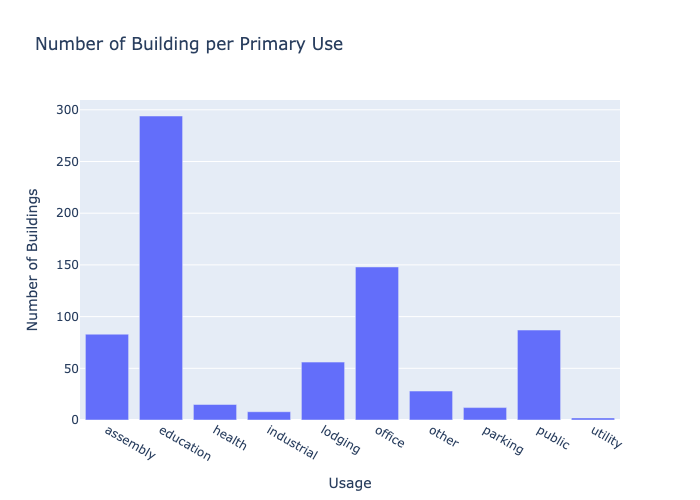 Number of Building per Primary Use
Number of Buildings
300
250
200
150
100
50
0
assembly
education
health
industrial
lodging
office
other
parking
public
utility
Usage